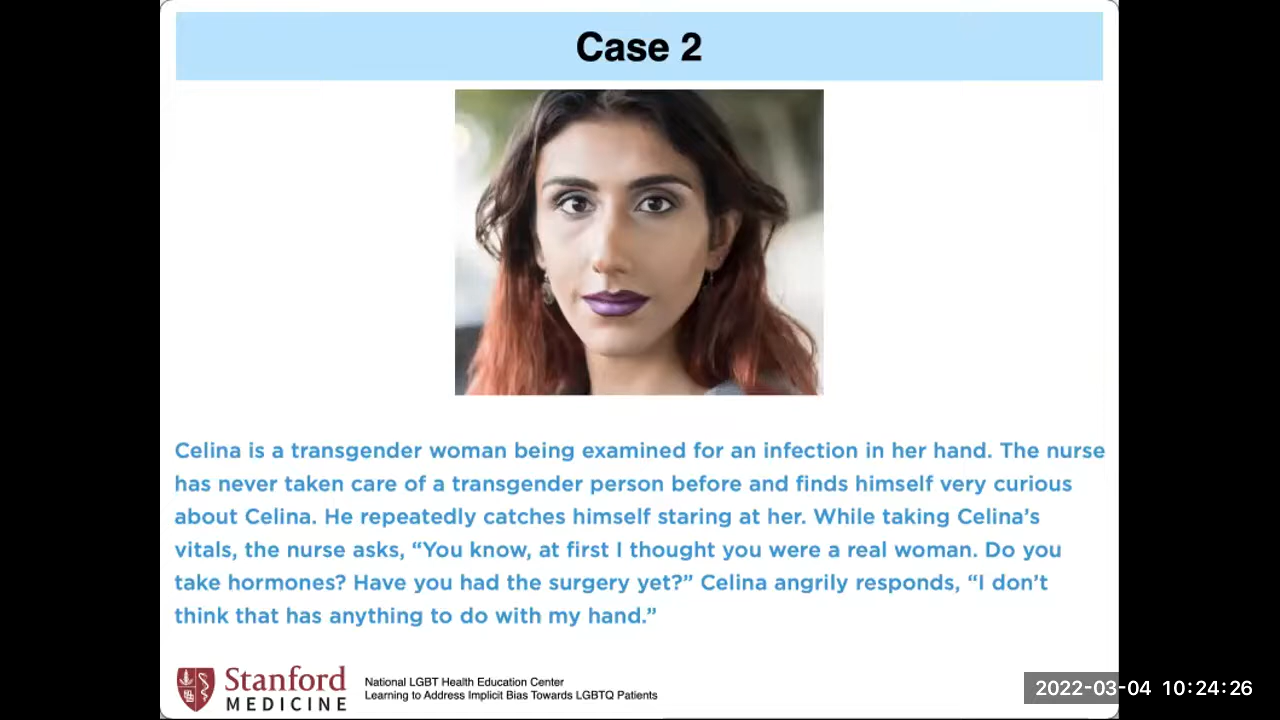 Case 2
Celina is a transgender woman being examined for an infection in her hand. The nurse
has never taken care of a transgender person before and finds himself very curious
about Celina. He repeatedly catches himself staring at her. While taking Celina’s
vitals, the nurse asks, “You know, at first I thought you were a real woman. Do you
take hormones? Have you had the surgery yet?” Celina angrily responds, “I don’t
think that has anything to do with my hand.”
Stanford
MEDICINE
National LGBT Health Education Center
Learning to Address Implicit Bias Towards LGBTQ Patients
2022-03-04 10:24:26